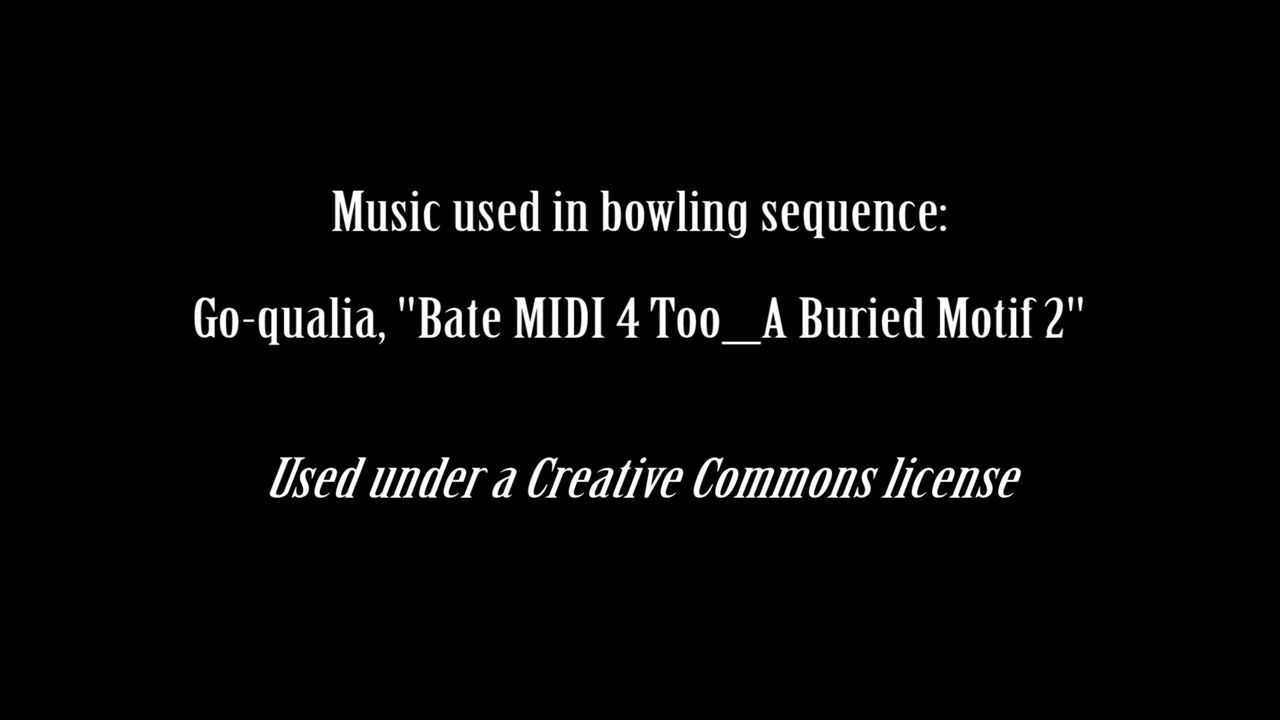 Music used in bowling sequence:
Go-qualia, "Bate MIDI 4 Too__A Buried Motif 2"
Used under a Creative Commons license